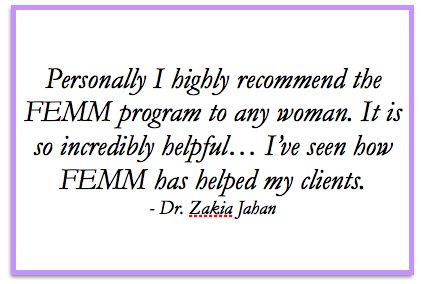 Personally I highly recommend the
FEMM program to any woman. It is
so incredibly helpful… I've seen how
FEMM has helped my clients.
- Dr. Zakia Jahan